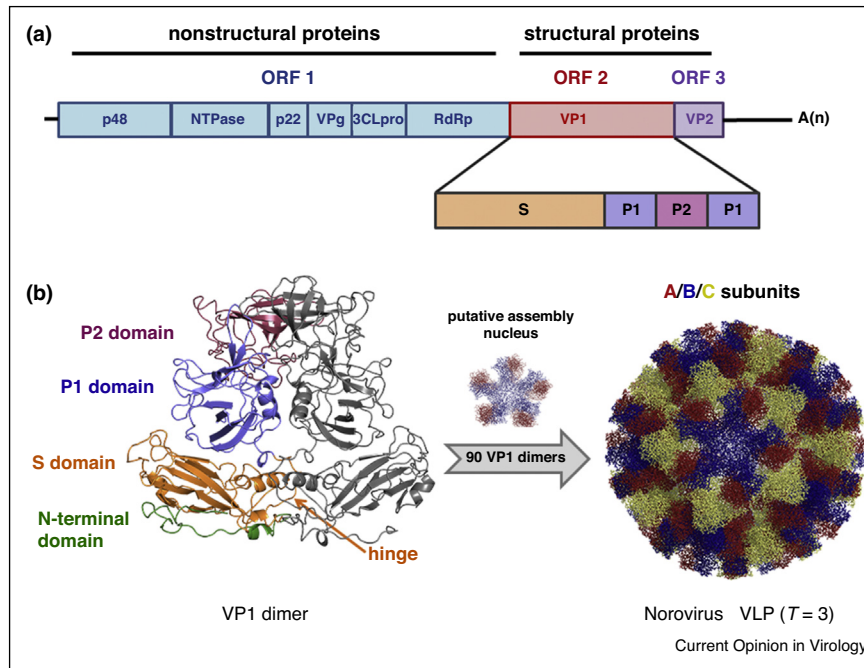 (a)
nonstructural proteins
structural proteins
ORF 1
ORF 2
ORF 3
p48
NTPase
p22
VPg
3CLpro
RdRp
VP1
VP2
A(n)
S
P1
P2
P1
(b)
P2 domain
P1 domain
S domain
N-terminal
domain
hinge
VP1 dimer
putative assembly
nucleus
90 VP1 dimers
A/B/C subunits
Norovirus VLP (T = 3)
Current Opinion in Virology